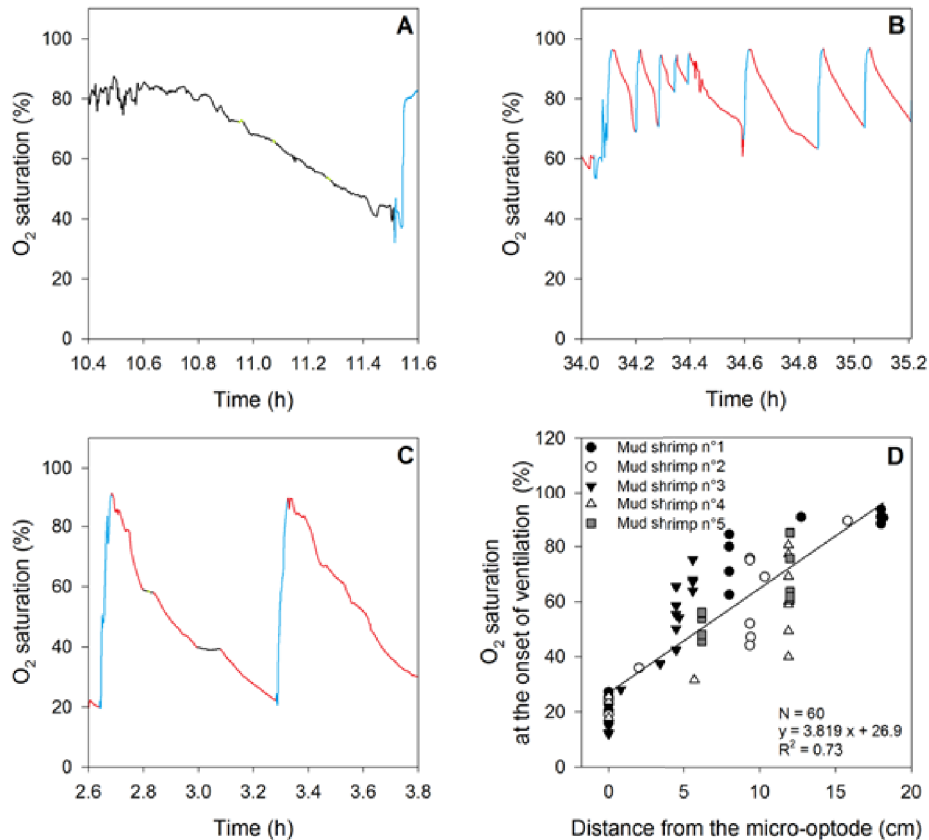 A
O2 saturation (%)
100
80
60
40
20
0
10.4 10.6 10.8 11.0 11.2 11.4 11.6
Time (h)
B
O2 saturation (%)
100
80
60
40
20
0
34.0 34.2 34.4 34.6 34.8 35.0 35.2
Time (h)
C
O2 saturation (%)
100
80
60
40
20
0
2.6 2.8 3.0 3.2 3.4 3.6 3.8
Time (h)
D
O2 saturation
at the onset of ventilation (%)
120
100
80
60
40
20
0
Mud shrimp n°1
Mud shrimp n°2
Mud shrimp n°3
Mud shrimp n°4
Mud shrimp n°5
N = 60
y = 3.819 x + 26.9
R2 = 0.73
0 5 10 15 20
Distance from the micro-optode (cm)